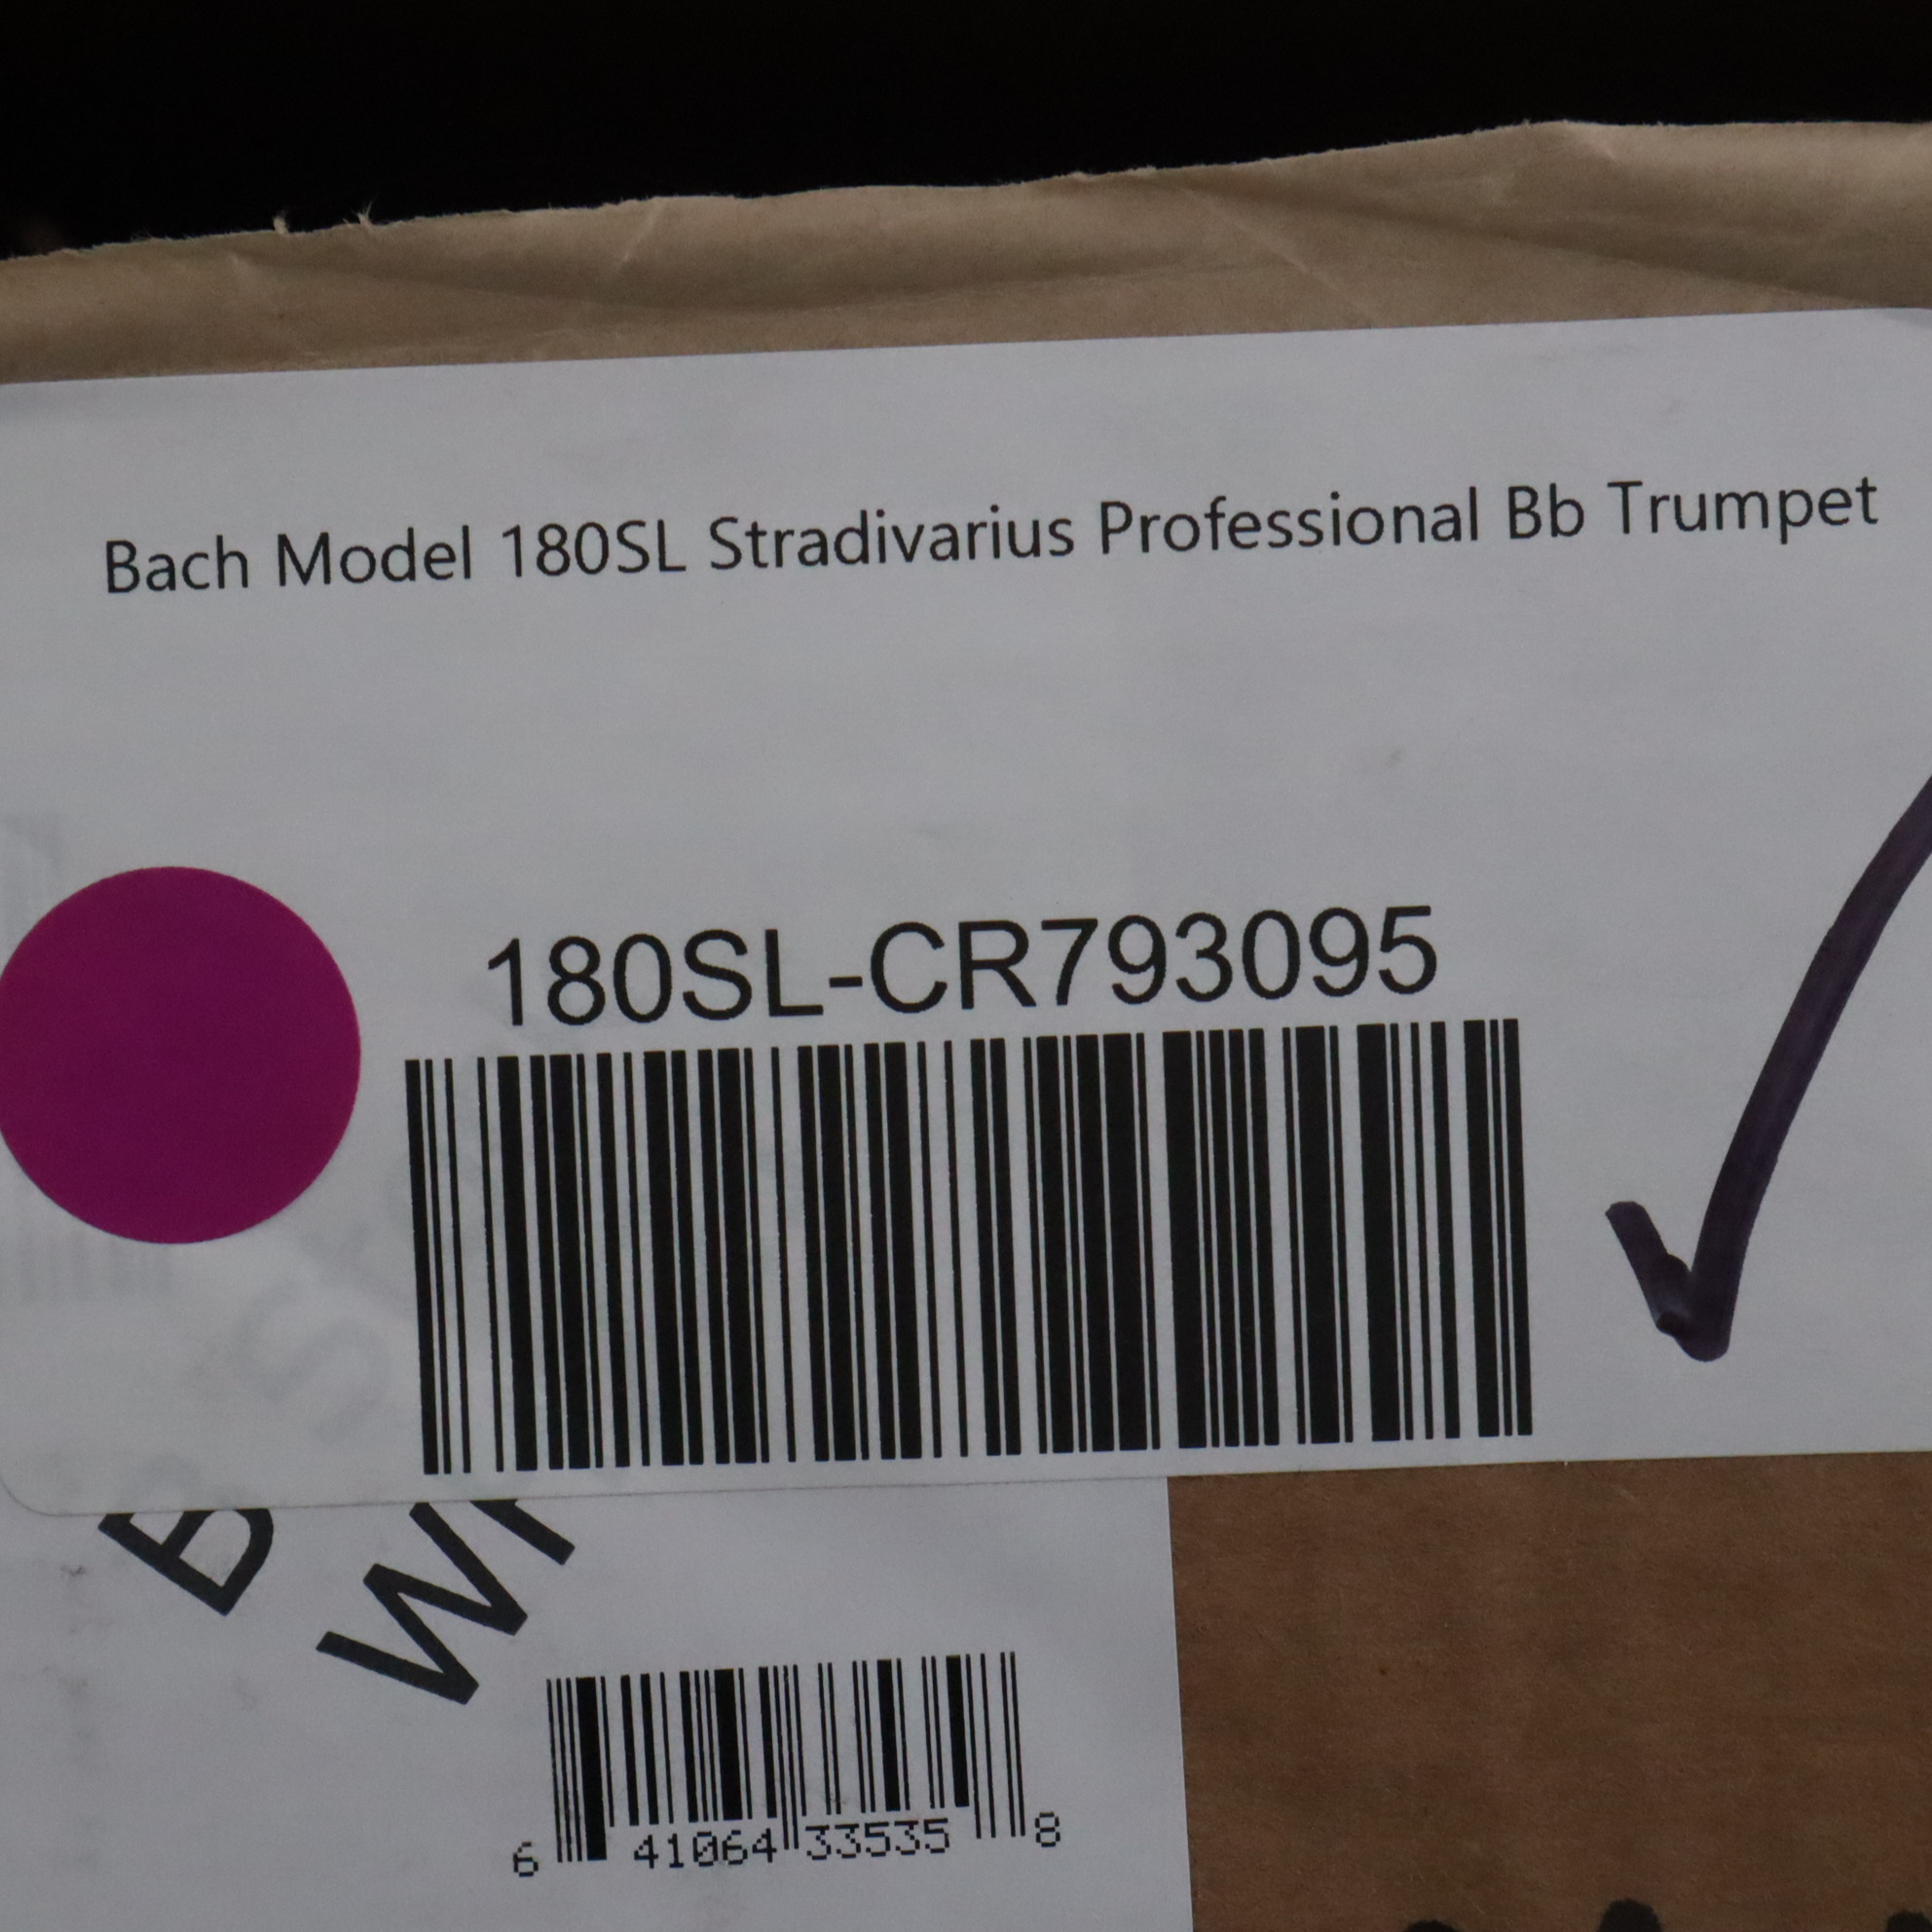 Bach Model 180SL Stradivarius Professional Bb Trumpet
180SL-CR793095
6 41064 33535 8